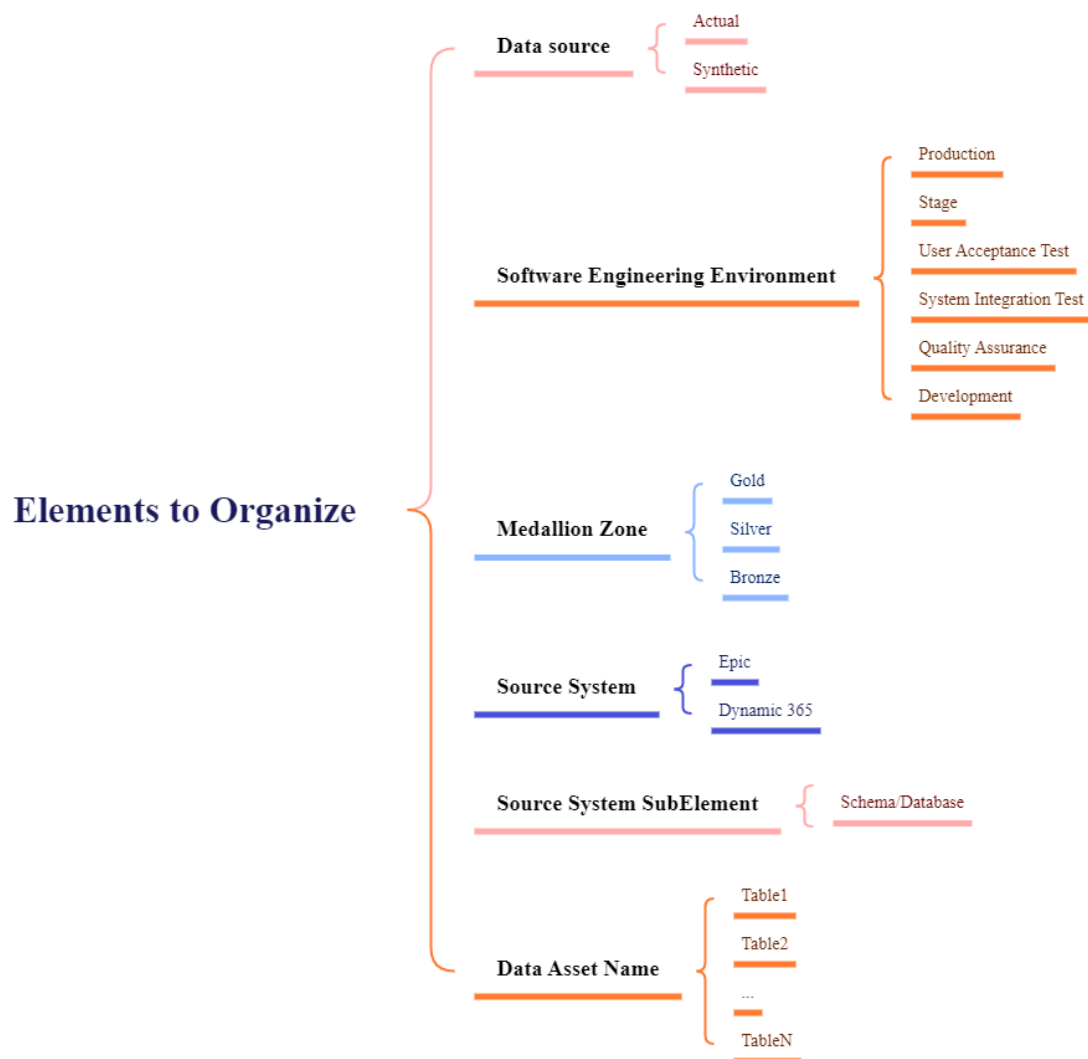 Elements to Organize
Data source
Actual
Synthetic
Software Engineering Environment
Production
Stage
User Acceptance Test
System Integration Test
Quality Assurance
Development
Medallion Zone
Gold
Silver
Bronze
Source System
Epic
Dynamic 365
Source System SubElement
Schema/Database
Data Asset Name
Table1
Table2
...
TableN